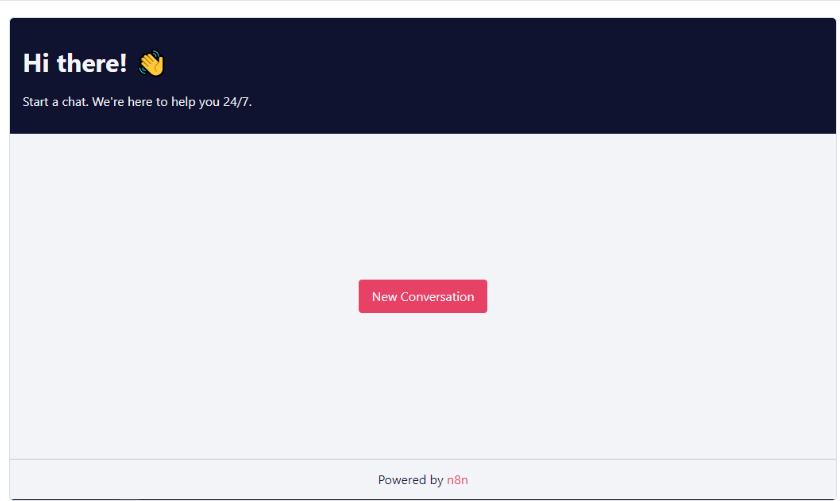 Hi there! 👋
Start a chat. We're here to help you 24/7.
New Conversation
Powered by n8n